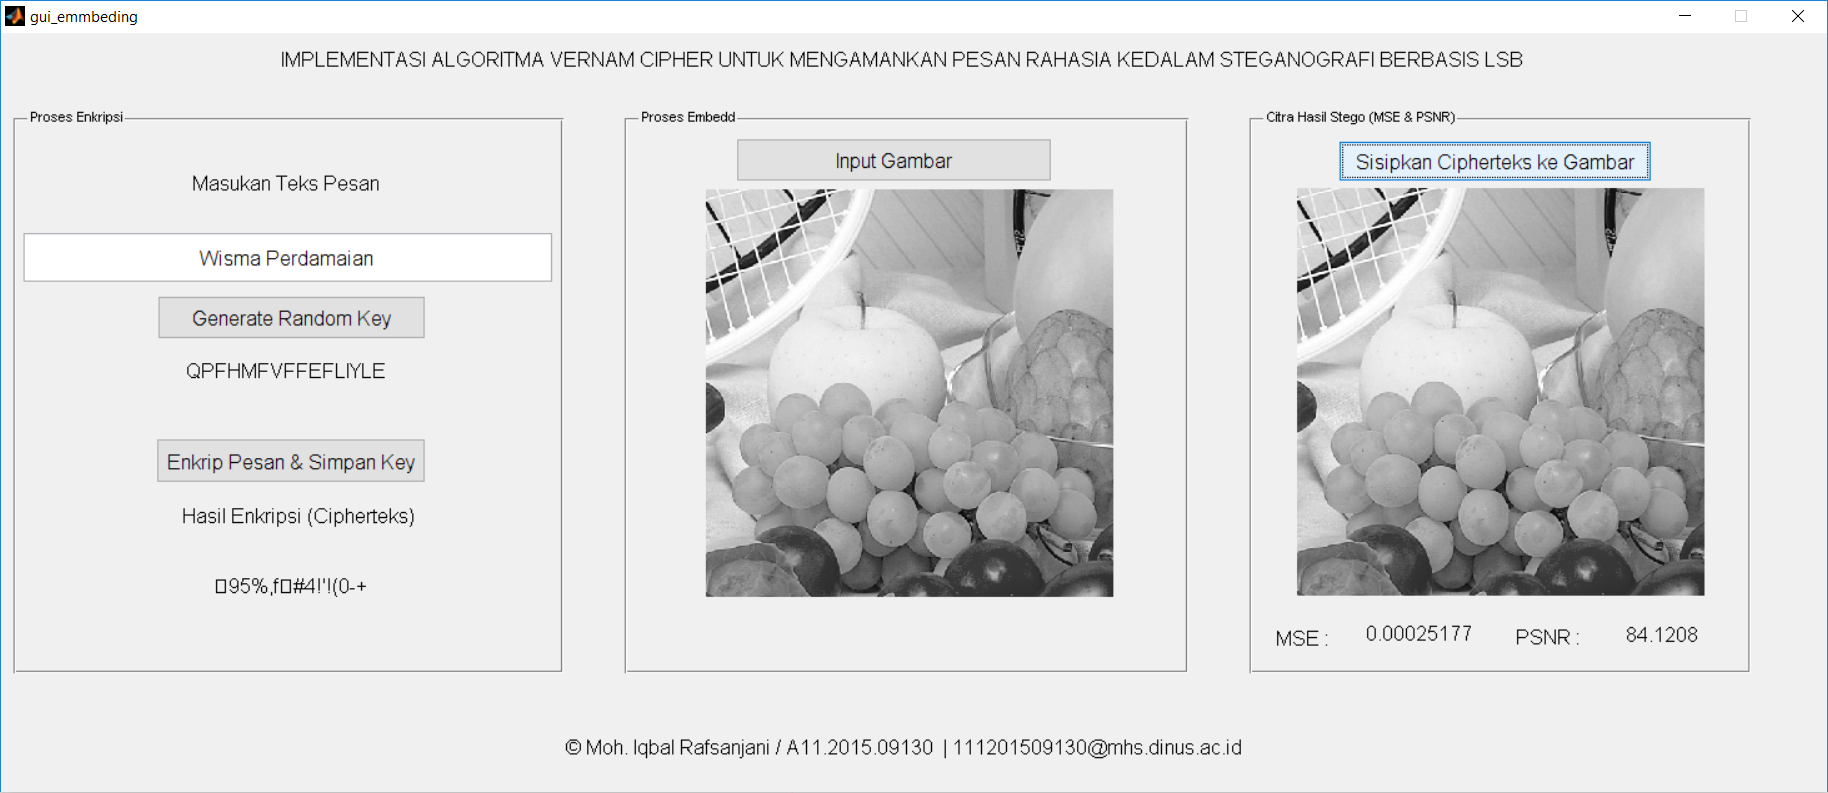 gui_emmbeding
IMPLEMENTASI ALGORITMA VERNAM CIPHER UNTUK MENGAMANKAN PESAN RAHASIA KEDALAM STEGANOGRAFI BERBASIS LSB
Proses Enkripsi
Masukan Teks Pesan
Wisma Perdamaian
Generate Random Key
QPFHMFVFFEFLIYLE
Enkrip Pesan & Simpan Key
Hasil Enkripsi (Cipherteks)
□95%,f□#4!'!(0-+
Proses Embedd
Input Gambar
Citra Hasil Stego (MSE & PSNR)
Sisipkan Cipherteks ke Gambar
MSE : 0.00025177 PSNR : 84.1208
© Moh. Iqbal Rafsanjani / A11.2015.09130 | 111201509130@mhs.dinus.ac.id